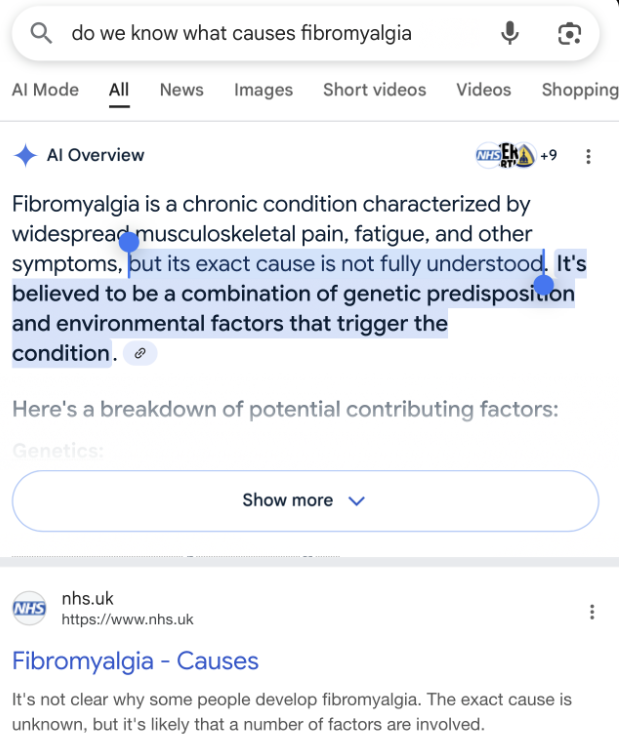 do we know what causes fibromyalgia
AI Mode All News Images Short videos Videos Shopping
AI Overview
NHS +9
Fibromyalgia is a chronic condition characterized by
widespread musculoskeletal pain, fatigue, and other
symptoms, but its exact cause is not fully understood. It's
believed to be a combination of genetic predisposition
and environmental factors that trigger the
condition.
Here's a breakdown of potential contributing factors:
Genetics:
Show more
NHS
nhs.uk
https://www.nhs.uk
Fibromyalgia - Causes
It's not clear why some people develop fibromyalgia. The exact cause is
unknown, but it's likely that a number of factors are involved.